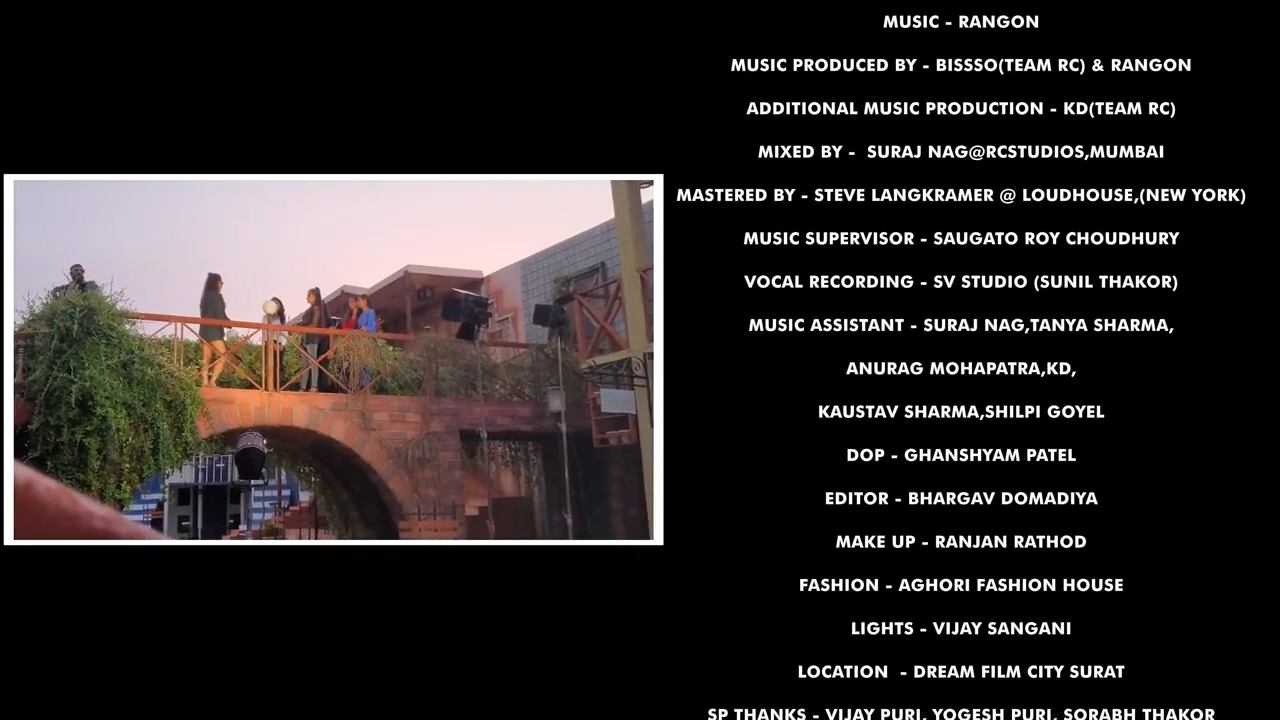 MUSIC - RANGON
MUSIC PRODUCED BY - BISSSO(TEAM RC) & RANGON
ADDITIONAL MUSIC PRODUCTION - KD(TEAM RC)
MIXED BY -  SURAJ NAG@RCSTUDIOS,MUMBAI
MASTERED BY - STEVE LANGKRAMER @ LOUDHOUSE,(NEW YORK)
MUSIC SUPERVISOR - SAUGATO ROY CHOUDHURY
VOCAL RECORDING - SV STUDIO (SUNIL THAKOR)
MUSIC ASSISTANT - SURAJ NAG,TANYA SHARMA,
ANURAG MOHAPATRA,KD,
KAUSTAV SHARMA,SHILPI GOYEL
DOP - GHANSHYAM PATEL
EDITOR - BHARGAV DOMADIYA
MAKE UP - RANJAN RATHOD
FASHION - AGHORI FASHION HOUSE
LIGHTS - VIJAY SANGANI
LOCATION  - DREAM FILM CITY SURAT
SP THANKS - VIJAY PURI, YOGESH PURI, SORABH THAKOR